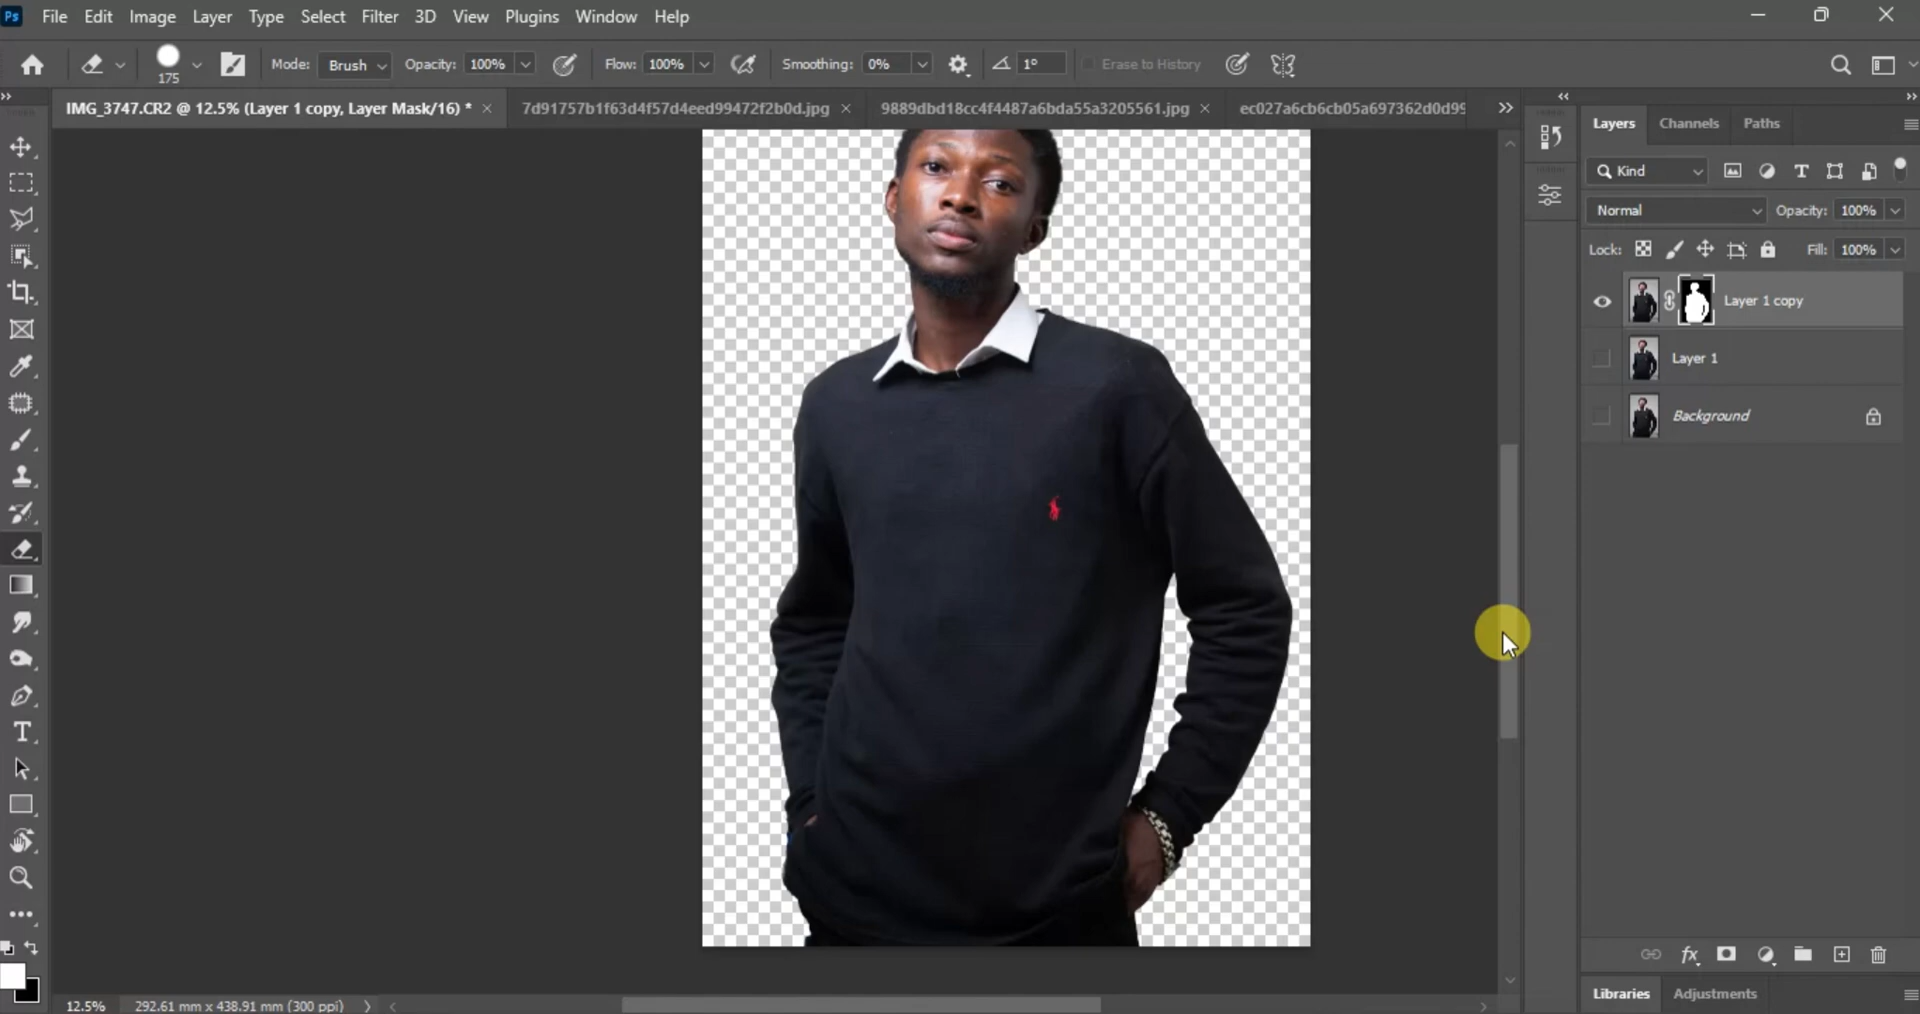 Ps File Edit Image Layer Type Select Filter 3D View Plugins Window Help
175 Mode: Brush Opacity: 100% Flow: 100% Smoothing: 0% 1° Erase to History
IMG_3747.CR2 @ 12.5% (Layer 1 copy, Layer Mask/16) * × 7d91757b1f63d4f57d4eed99472f2b0d.jpg × 9889dbd18cc4f4487a6bda55a3205561.jpg × ec027a6cb6cb05a697362d0d99
Layers Channels Paths
Kind
Normal Opacity: 100%
Lock: Fill: 100%
Layer 1 copy
Layer 1
Background
Libraries Adjustments
12.5% 292.61 mm x 438.91 mm (300 ppi)